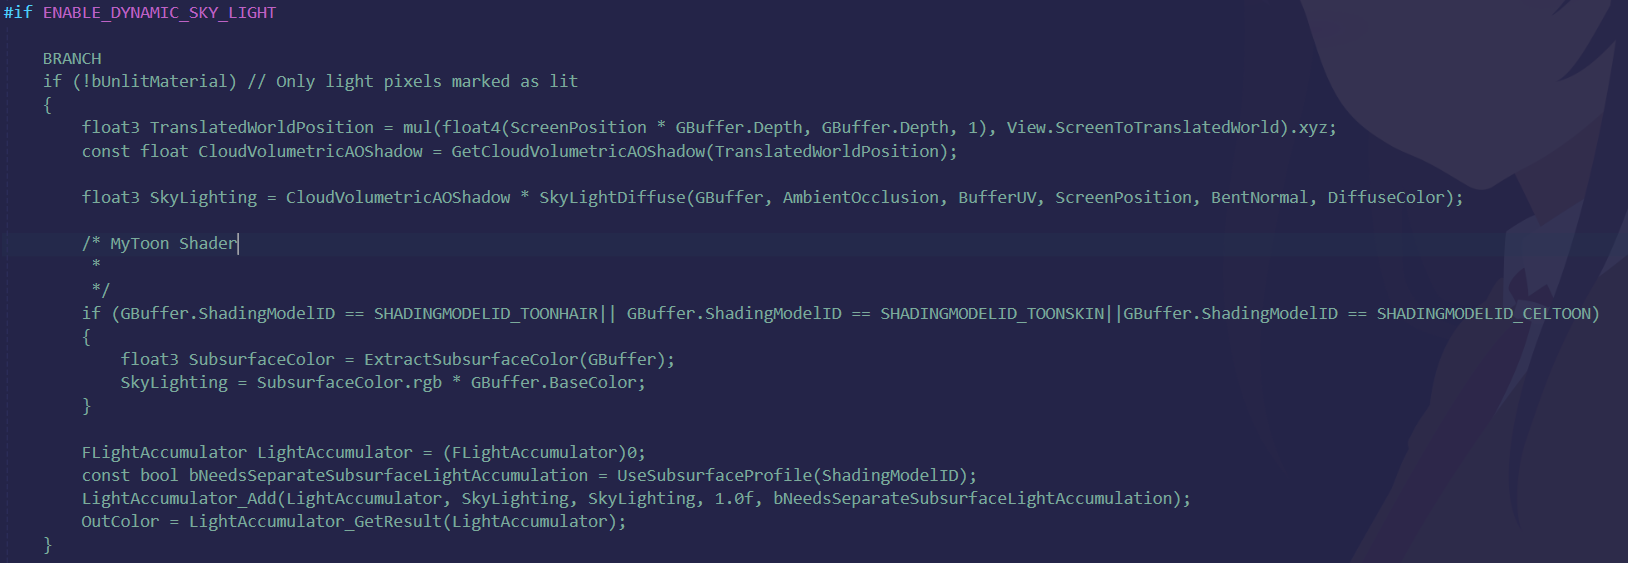 #if ENABLE_DYNAMIC_SKY_LIGHT
BRANCH
if (!bUnlitMaterial) // Only light pixels marked as lit
{
float3 TranslatedWorldPosition = mul(float4(ScreenPosition * GBuffer.Depth, GBuffer.Depth, 1), View.ScreenToTranslatedWorld).xyz;
const float CloudVolumetricAOShadow = GetCloudVolumetricAOShadow(TranslatedWorldPosition);
float3 SkyLighting = CloudVolumetricAOShadow * SkyLightDiffuse(GBuffer, AmbientOcclusion, BufferUV, ScreenPosition, BentNormal, DiffuseColor);
/* MyToon Shader
*
*/
if (GBuffer.ShadingModelID == SHADINGMODELID_TOONHAIR|| GBuffer.ShadingModelID == SHADINGMODELID_TOONSKIN||GBuffer.ShadingModelID == SHADINGMODELID_CELTOON)
{
float3 SubsurfaceColor = ExtractSubsurfaceColor(GBuffer);
SkyLighting = SubsurfaceColor.rgb * GBuffer.BaseColor;
}
FLightAccumulator LightAccumulator = (FLightAccumulator)0;
const bool bNeedsSeparateSubsurfaceLightAccumulation = UseSubsurfaceProfile(ShadingModelID);
LightAccumulator_Add(LightAccumulator, SkyLighting, SkyLighting, 1.0f, bNeedsSeparateSubsurfaceLightAccumulation);
OutColor = LightAccumulator_GetResult(LightAccumulator);
}